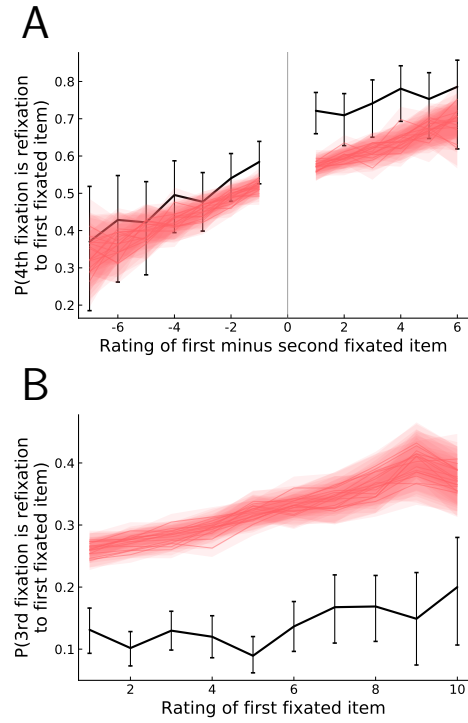 A
P(4th fixation is refixation
to first fixated item)
0.8
0.7
0.6
0.5
0.4
0.3
0.2
-6 -4 -2 0 2 4 6
Rating of first minus second fixated item
B
P(3rd fixation is refixation
to first fixated item)
0.4
0.3
0.2
0.1
2 4 6 8 10
Rating of first fixated item